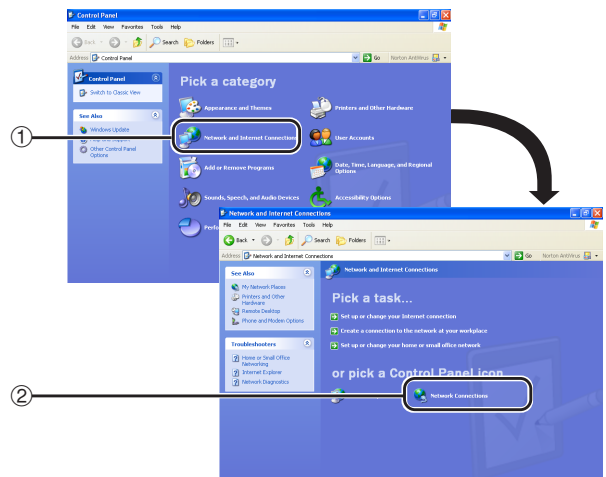 Control Panel
File Edit View Favorites Tools Help
Back Search Folders
Address Control Panel Go Norton AntiVirus
Control Panel
Switch to Classic View
See Also
Windows Update
Help and Support
Other Control Panel
Options
Pick a category
Appearance and Themes
Printers and Other Hardware
Network and Internet Connections
User Accounts
Add or Remove Programs
Date, Time, Language, and Regional
Options
Sounds, Speech, and Audio Devices
Accessibility Options
Perfo
1
Network and Internet Connections
File Edit View Favorites Tools Help
Back Search Folders
Address Network and Internet Connections Go Norton AntiVirus
See Also
My Network Places
Printers and Other
Hardware
Remote Desktop
Phone and Modem Options
Troubleshooters
Home or Small Office
Networking
Internet Explorer
Network Diagnostics
Network and Internet Connections
Pick a task...
Set up or change your Internet connection
Create a connection to the network at your workplace
Set up or change your home or small office network
or pick a Control Panel icon
Network Connections
2